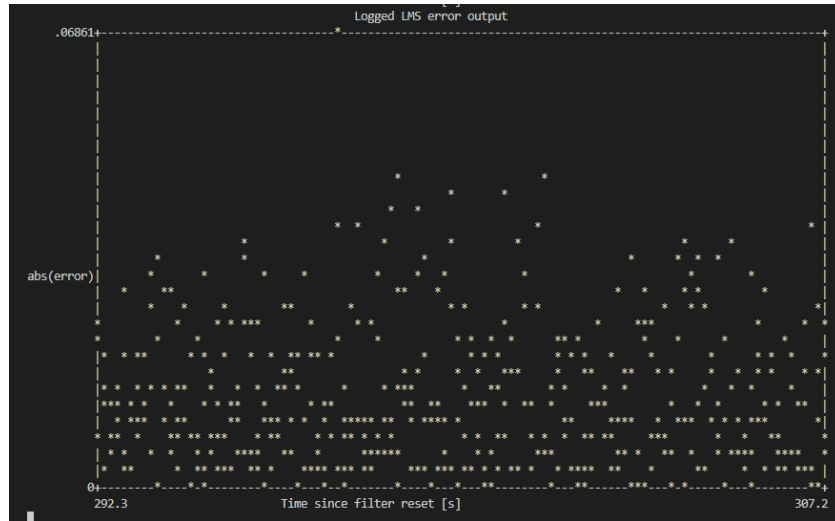 Logged LMS error output
.06861
abs(error)
0
292.3 Time since filter reset [s] 307.2